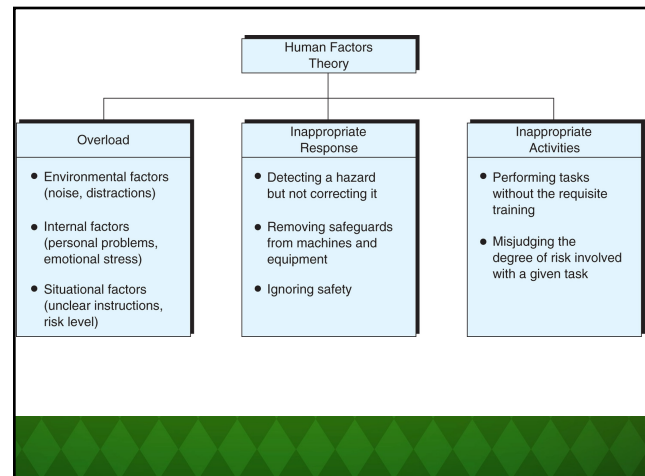 Human Factors
Theory
Overload
● Environmental factors
(noise, distractions)
● Internal factors
(personal problems,
emotional stress)
● Situational factors
(unclear instructions,
risk level)
Inappropriate
Response
● Detecting a hazard
but not correcting it
● Removing safeguards
from machines and
equipment
● Ignoring safety
Inappropriate
Activities
● Performing tasks
without the requisite
training
● Misjudging the
degree of risk involved
with a given task